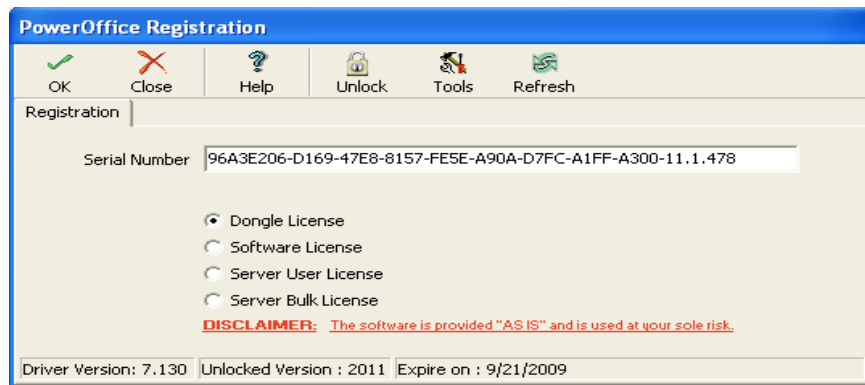 PowerOffice Registration
OK Close Help Unlock Tools Refresh
Registration
Serial Number 96A3E206-D169-47E8-8157-FE5E-A90A-D7FC-A1FF-A300-11.1.478
Dongle License
Software License
Server User License
Server Bulk License
DISCLAIMER: The software is provided "AS IS" and is used at your sole risk.
Driver Version: 7.130 Unlocked Version : 2011 Expire on : 9/21/2009